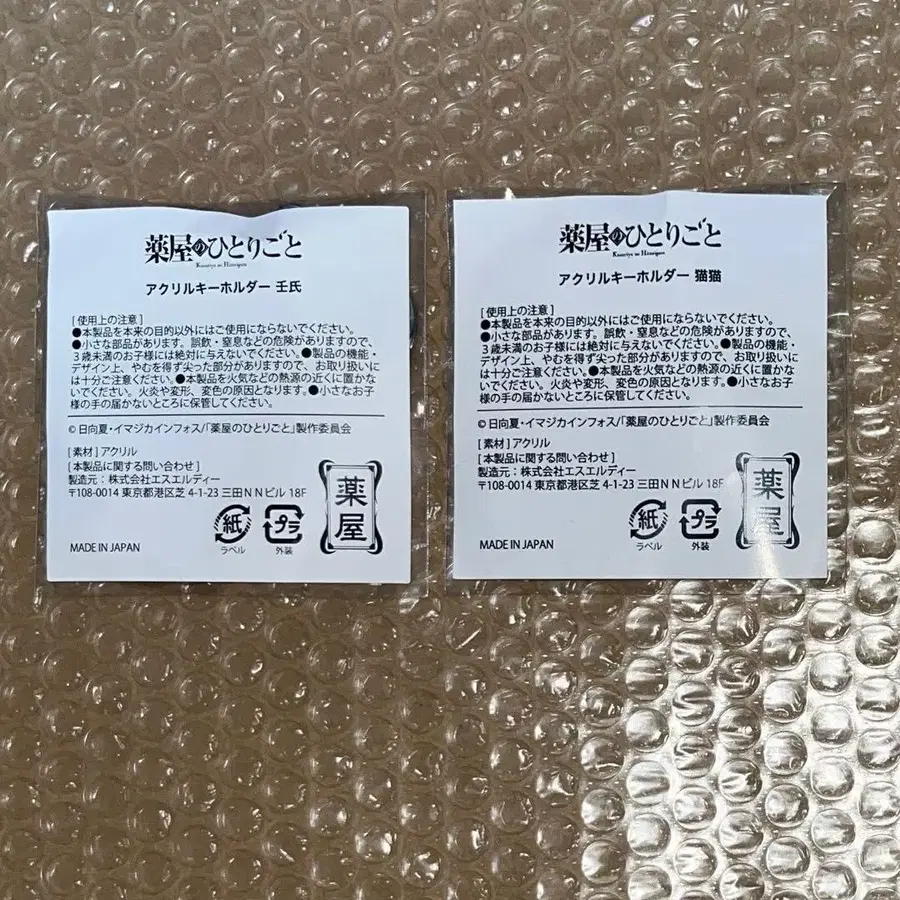 薬屋のひとりごと
Kusuriya no Hitorigoto
アクリルキーホルダー 壬氏
[ 使用上の注意 ]
●本製品を本来の目的以外にはご使用にならないでください。
●小さな部品があります。誤飲・窒息などの危険がありますので、
３歳未満のお子様には絶対に与えないでください。●製品の機能・
デザイン上、やむを得ず尖った部分がありますので、お取り扱いに
は十分ご注意ください。●本製品を火気などの熱源の近くに置かな
いでください。火炎や変形、変色の原因となります。●小さなお子
様の手の届かないところに保管してください。
© 日向夏・イマジカインフォス/「薬屋のひとりごと」製作委員会
[ 素材 ] アクリル
[ 本製品に関する問い合わせ ]
製造元：株式会社エスエルディー
〒108-0014 東京都港区芝 4-1-23 三田ＮＮビル 18F
紙
ラベル
プラ
外装
薬屋
MADE IN JAPAN
薬屋のひとりごと
Kusuriya no Hitorigoto
アクリルキーホルダー 猫猫
[ 使用上の注意 ]
●本製品を本来の目的以外にはご使用にならないでください。
●小さな部品があります。誤飲・窒息などの危険がありますので、
３歳未満のお子様には絶対に与えないでください。●製品の機能・
デザイン上、やむを得ず尖った部分がありますので、お取り扱いに
は十分ご注意ください。●本製品を火気などの熱源の近くに置かな
いでください。火炎や変形、変色の原因となります。●小さなお子
様の手の届かないところに保管してください。
© 日向夏・イマジカインフォス/「薬屋のひとりごと」製作委員会
[ 素材 ] アクリル
[ 本製品に関する問い合わせ ]
製造元：株式会社エスエルディー
〒108-0014 東京都港区芝 4-1-23 三田ＮＮビル 18F
紙
ラベル
プラ
外装
薬屋
MADE IN JAPAN